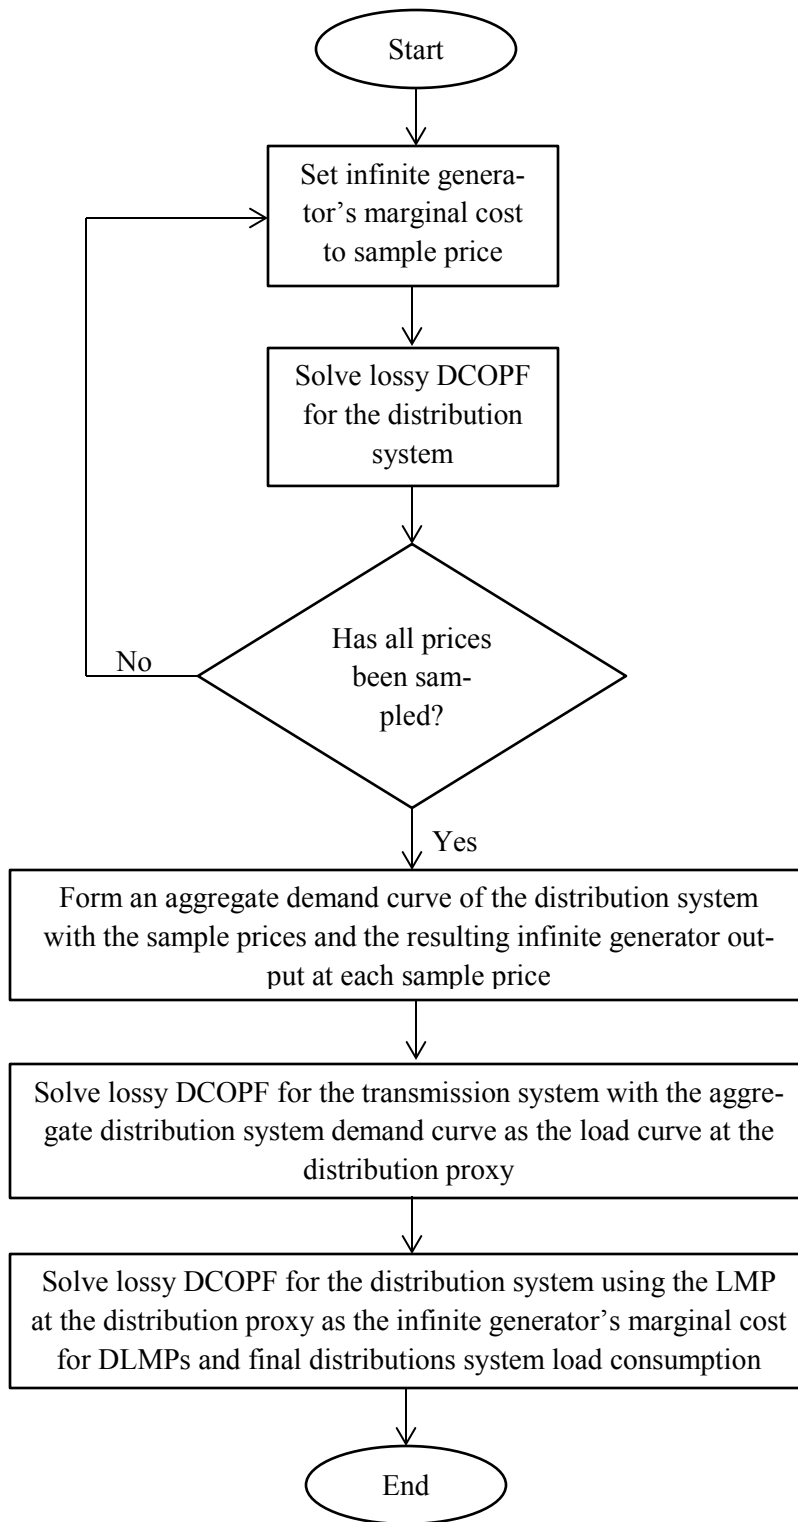 Start
Set infinite genera-
tor's marginal cost
to sample price
Solve lossy DCOPF
for the distribution
system
Has all prices
been sam-
pled?
No
Yes
Form an aggregate demand curve of the distribution system
with the sample prices and the resulting infinite generator out-
put at each sample price
Solve lossy DCOPF for the transmission system with the aggre-
gate distribution system demand curve as the load curve at the
distribution proxy
Solve lossy DCOPF for the distribution system using the LMP
at the distribution proxy as the infinite generator's marginal cost
for DLMPs and final distributions system load consumption
End